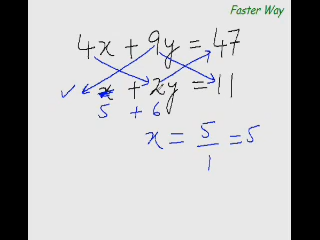 Faster Way
4x + 9y = 47
✓ x + 2y = 11
5 + 6
x = 5/1 = 5